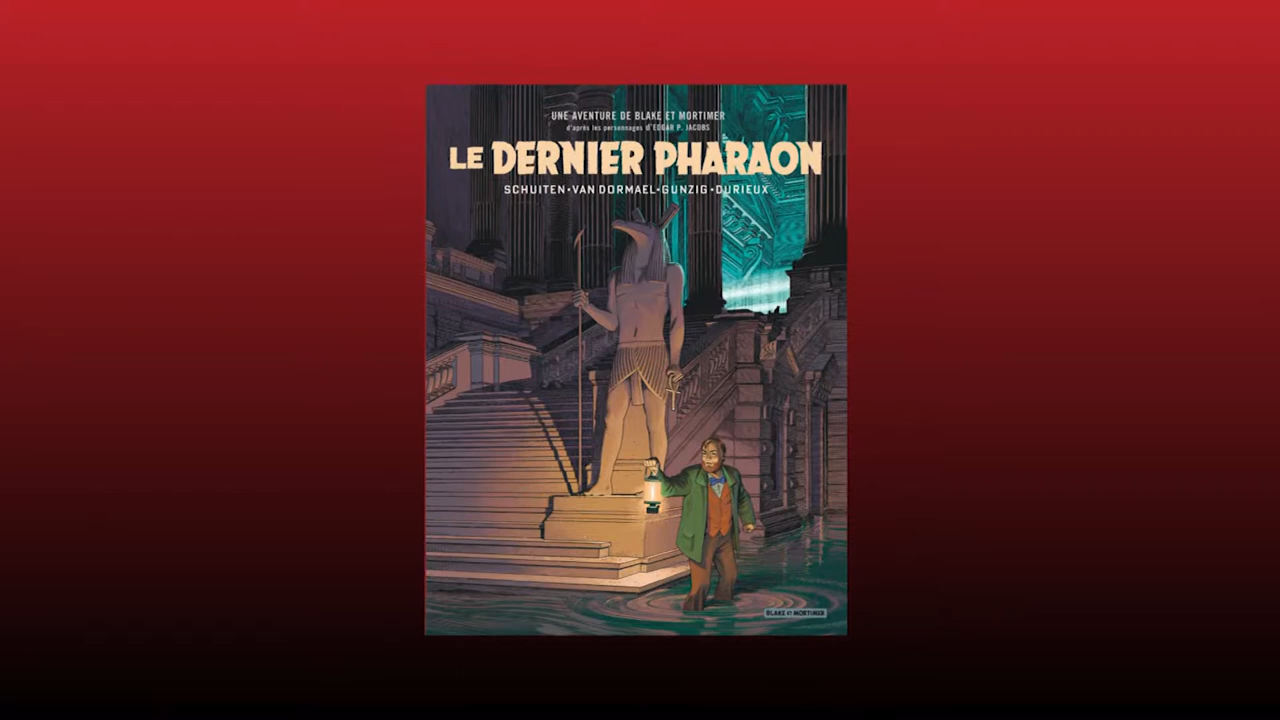 UNE AVENTURE DE BLAKE ET MORTIMER
d'après les personnages d'EDGAR P. JACOBS
LE DERNIER PHARAON
SCHUITEN • VAN DORMAEL • GUNZIG • DURIEUX
BLAKE ET MORTIMER